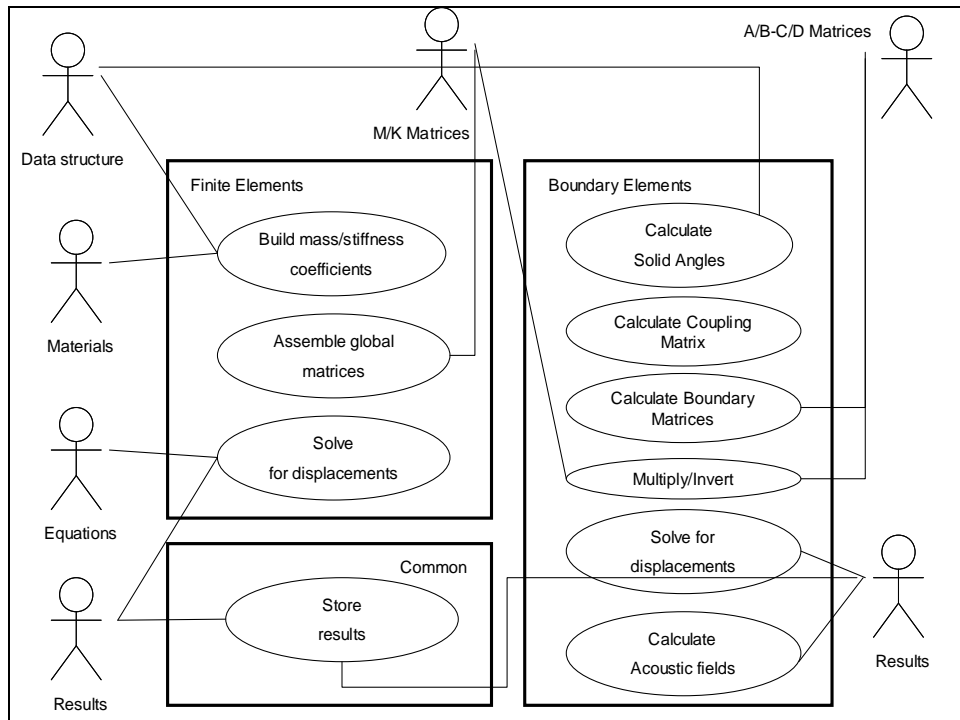 A/B-C/D Matrices
M/K Matrices
Data structure
Finite Elements
Boundary Elements
Build mass/stiffness
coefficients
Calculate
Solid Angles
Materials
Assemble global
matrices
Calculate Coupling
Matrix
Calculate Boundary
Matrices
Solve
for displacements
Multiply/Invert
Equations
Solve for
displacements
Common
Store
results
Calculate
Acoustic fields
Results
Results